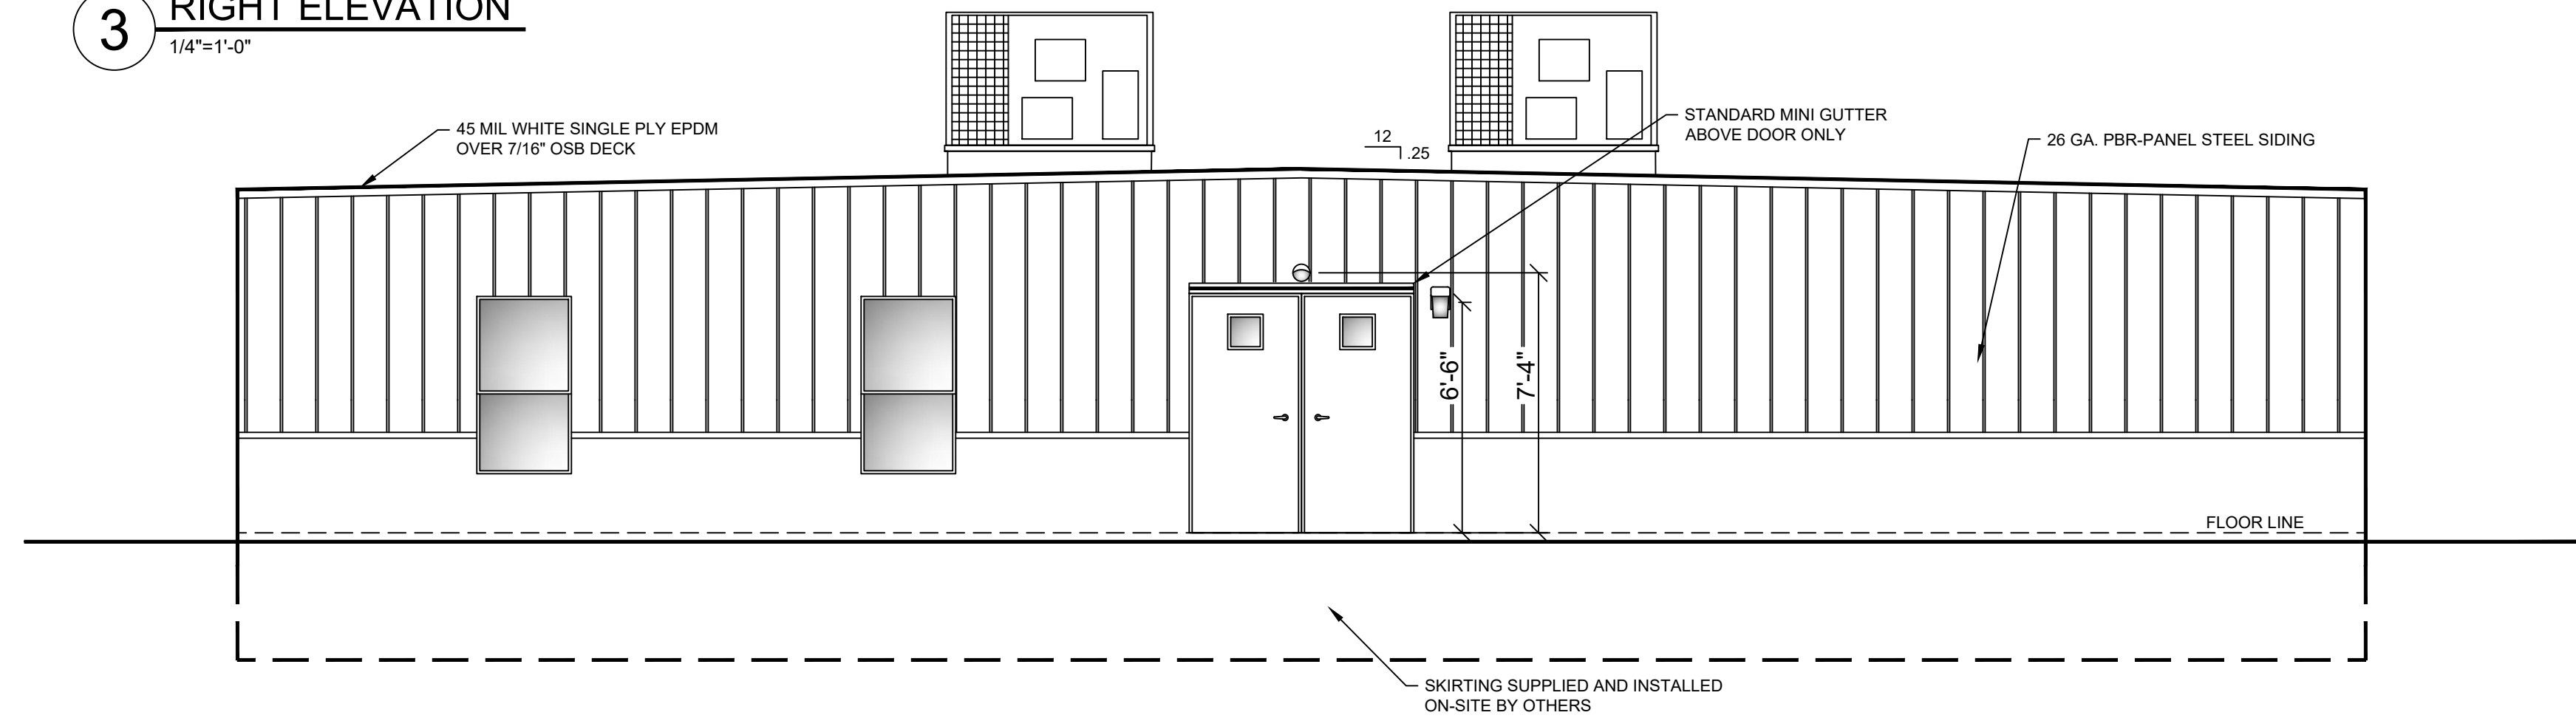 3
RIGHT ELEVATION
1/4"=1'-0"
45 MIL WHITE SINGLE PLY EPDM
OVER 7/16" OSB DECK
12
.25
STANDARD MINI GUTTER
ABOVE DOOR ONLY
26 GA. PBR-PANEL STEEL SIDING
6'-6"
7'-4"
FLOOR LINE
SKIRTING SUPPLIED AND INSTALLED
ON-SITE BY OTHERS